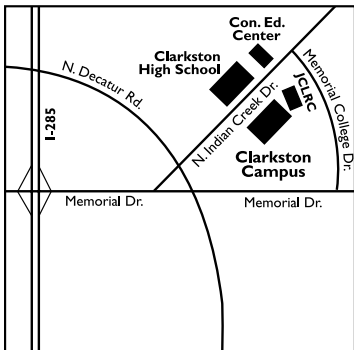 Con. Ed.
Center
Clarkston
High School
N. Decatur Rd.
I-285
N. Indian Creek Dr.
JCLRC
Memorial College Dr.
Clarkston
Campus
Memorial Dr.
Memorial Dr.